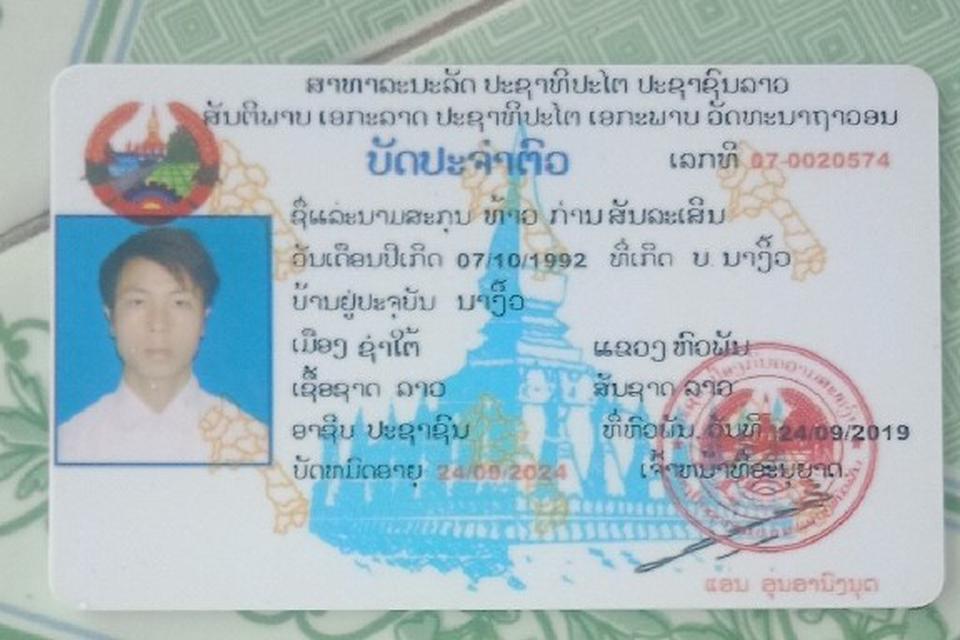 ສາທາລະນະລັດ ປະຊາທິປະໄຕ ປະຊາຊົນລາວ
ສັນຕິພາບ ເອກະລາດ ປະຊາທິປະໄຕ ເອກະພາບ ວັດທະນາຖາວອນ
ບັດປະຈຳຕົວ ເລກທີ 07-0020574
ຊື່ແລະນາມສະກຸນ ທ້າວ ກ່ານ ສັນລະເສີນ
ວັນເດືອນປີເກີດ 07/10/1992 ທີ່ເກີດ ບ. ນາງິ້ວ
ບ້ານຢູ່ປະຈຸບັນ ນາງິ້ວ
ເມືອງ ຊຳໃຕ້ ແຂວງ ຫົວພັນ
ເຊື້ອຊາດ ລາວ ສັນຊາດ ລາວ
ອາຊີບ ປະຊາຊົນ ທີ່ຫົວພັນ, ວັນທີ 24/09/2019
ບັດຫມົດອາຍຸ 24/09/2024 ເຈົ້າຫນ້າທີ່ອະນຸຍາດ